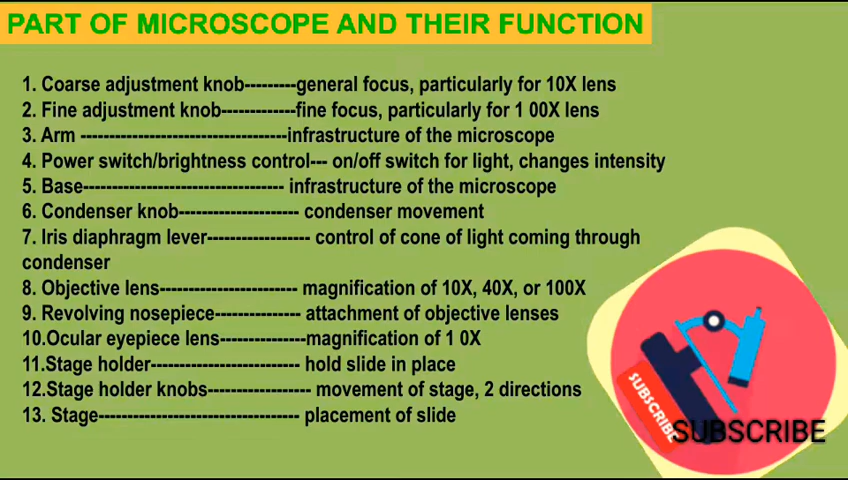 PART OF MICROSCOPE AND THEIR FUNCTION
1. Coarse adjustment knob---------general focus, particularly for 10X lens
2. Fine adjustment knob-------------fine focus, particularly for 1 00X lens
3. Arm ------------------------------------infrastructure of the microscope
4. Power switch/brightness control--- on/off switch for light, changes intensity
5. Base----------------------------------- infrastructure of the microscope
6. Condenser knob--------------------- condenser movement
7. Iris diaphragm lever------------------ control of cone of light coming through
condenser
8. Objective lens------------------------ magnification of 10X, 40X, or 100X
9. Revolving nosepiece--------------- attachment of objective lenses
10.Ocular eyepiece lens---------------magnification of 1 0X
11.Stage holder-------------------------- hold slide in place
12.Stage holder knobs------------------ movement of stage, 2 directions
13. Stage----------------------------------- placement of slide
SUBSCRIBE
SUBSCRIBE